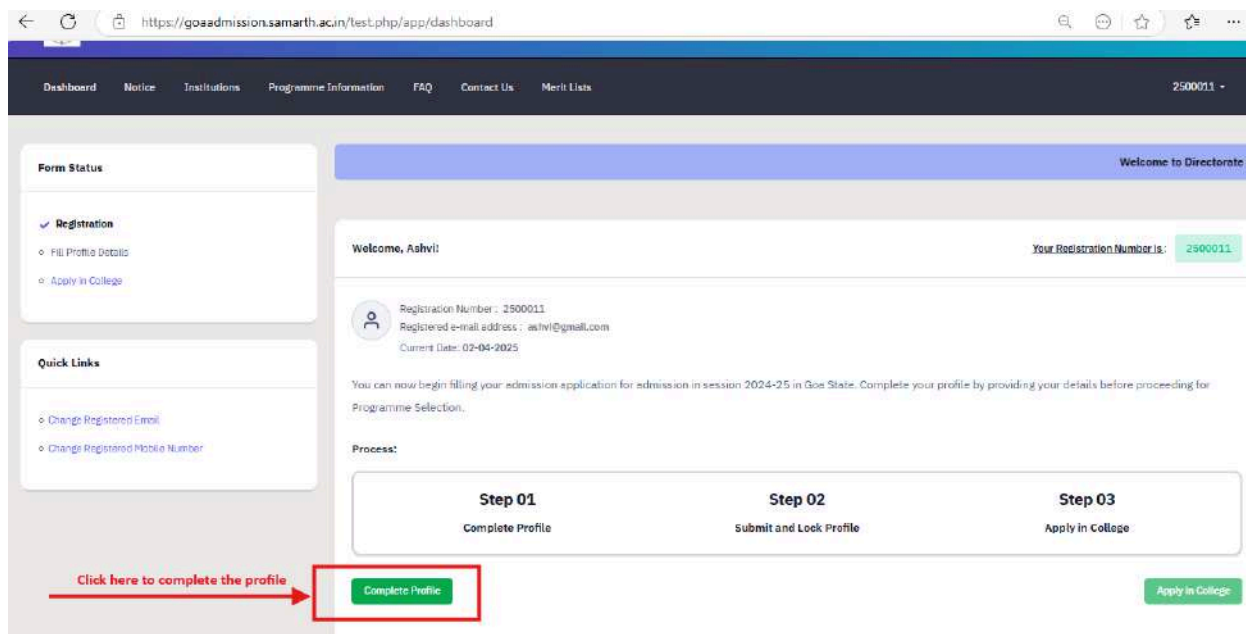 https://goaadmission.samarth.ac.in/test.php/app/dashboard
Dashboard Notice Institutions Programme Information FAQ Contact Us Merit Lists 2500011
Form Status
Registration
Fill Profile Details
Apply in College
Quick Links
Change Registered Email
Change Registered Mobile Number
Welcome to Directorate
Welcome, Ashvi!
Your Registration Number is : 2500011
Registration Number : 2500011
Registered e-mail address : ashvi@gmail.com
Current Date: 02-04-2025
You can now begin filling your admission application for admission in session 2024-25 in Goa State. Complete your profile by providing your details before proceeding for
Programme Selection.
Process:
Step 01 Step 02 Step 03
Complete Profile Submit and Lock Profile Apply in College
Click here to complete the profile
Complete Profile Apply in College